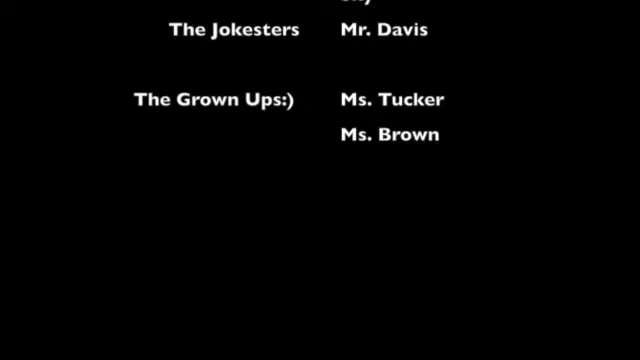 The Jokesters Mr. Davis
The Grown Ups:) Ms. Tucker
Ms. Brown